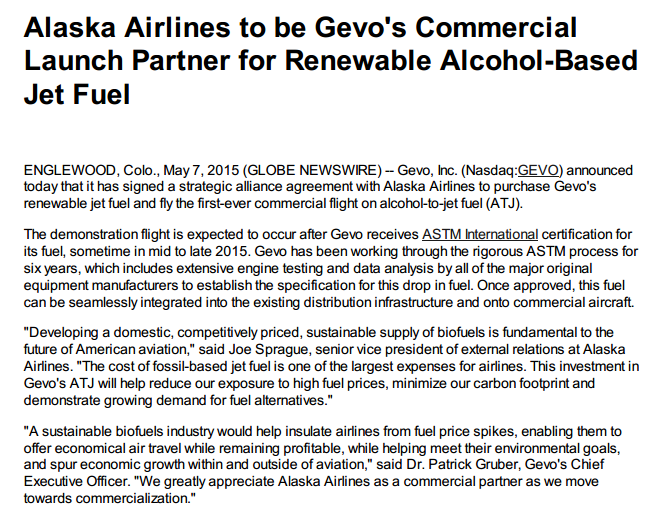 Alaska Airlines to be Gevo's Commercial
Launch Partner for Renewable Alcohol-Based
Jet Fuel
ENGLEWOOD, Colo., May 7, 2015 (GLOBE NEWSWIRE) -- Gevo, Inc. (Nasdaq:GEVO) announced
today that it has signed a strategic alliance agreement with Alaska Airlines to purchase Gevo's
renewable jet fuel and fly the first-ever commercial flight on alcohol-to-jet fuel (ATJ).
The demonstration flight is expected to occur after Gevo receives ASTM International certification for
its fuel, sometime in mid to late 2015. Gevo has been working through the rigorous ASTM process for
six years, which includes extensive engine testing and data analysis by all of the major original
equipment manufacturers to establish the specification for this drop in fuel. Once approved, this fuel
can be seamlessly integrated into the existing distribution infrastructure and onto commercial aircraft.
"Developing a domestic, competitively priced, sustainable supply of biofuels is fundamental to the
future of American aviation," said Joe Sprague, senior vice president of external relations at Alaska
Airlines. "The cost of fossil-based jet fuel is one of the largest expenses for airlines. This investment in
Gevo's ATJ will help reduce our exposure to high fuel prices, minimize our carbon footprint and
demonstrate growing demand for fuel alternatives."
"A sustainable biofuels industry would help insulate airlines from fuel price spikes, enabling them to
offer economical air travel while remaining profitable, while helping meet their environmental goals,
and spur economic growth within and outside of aviation," said Dr. Patrick Gruber, Gevo's Chief
Executive Officer. "We greatly appreciate Alaska Airlines as a commercial partner as we move
towards commercialization."